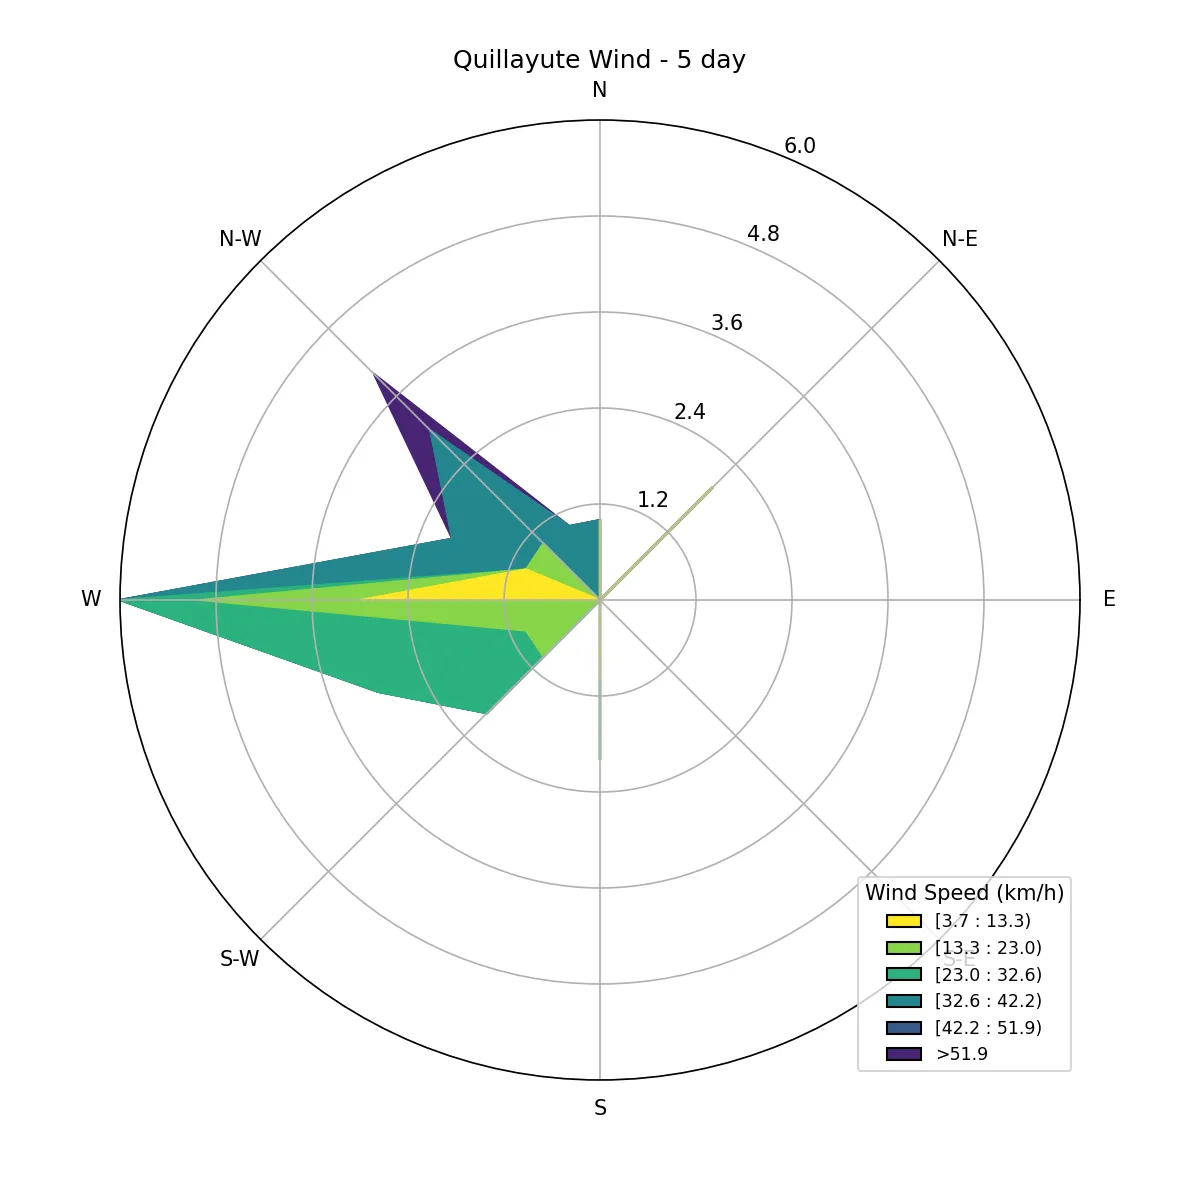 Quillayute Wind - 5 day
N
6.0
4.8
N-W
N-E
3.6
2.4
1.2
W
E
Wind Speed (km/h)
[3.7 : 13.3)
[13.3 : 23.0)
S-W
S-E
[23.0 : 32.6)
[32.6 : 42.2)
[42.2 : 51.9)
>51.9
S